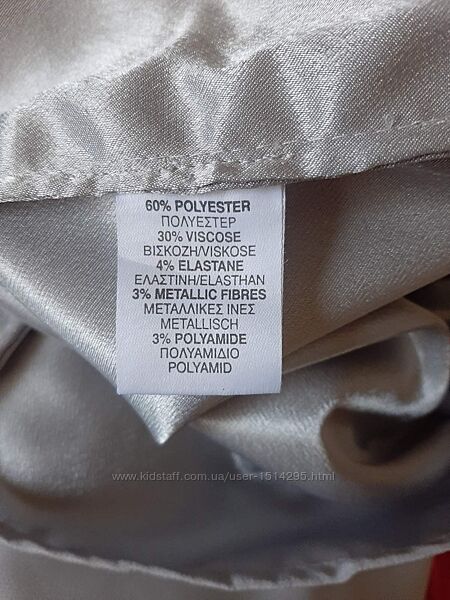 60% POLYESTER
ΠΟΛΥΕΣΤΕΡ
30% VISCOSE
ΒΙΣΚΟΖΗ/VISKOSE
4% ELASTANE
ΕΛΑΣΤΙΝΗ/ELASTHAN
3% METALLIC FIBRES
ΜΕΤΑΛΛΙΚΕΣ ΙΝΕΣ
METALLISCH
3% POLYAMIDE
ΠΟΛΥΑΜΙΔΙΟ
POLYAMID
www.kidstaff.com.ua/user-1514295.html